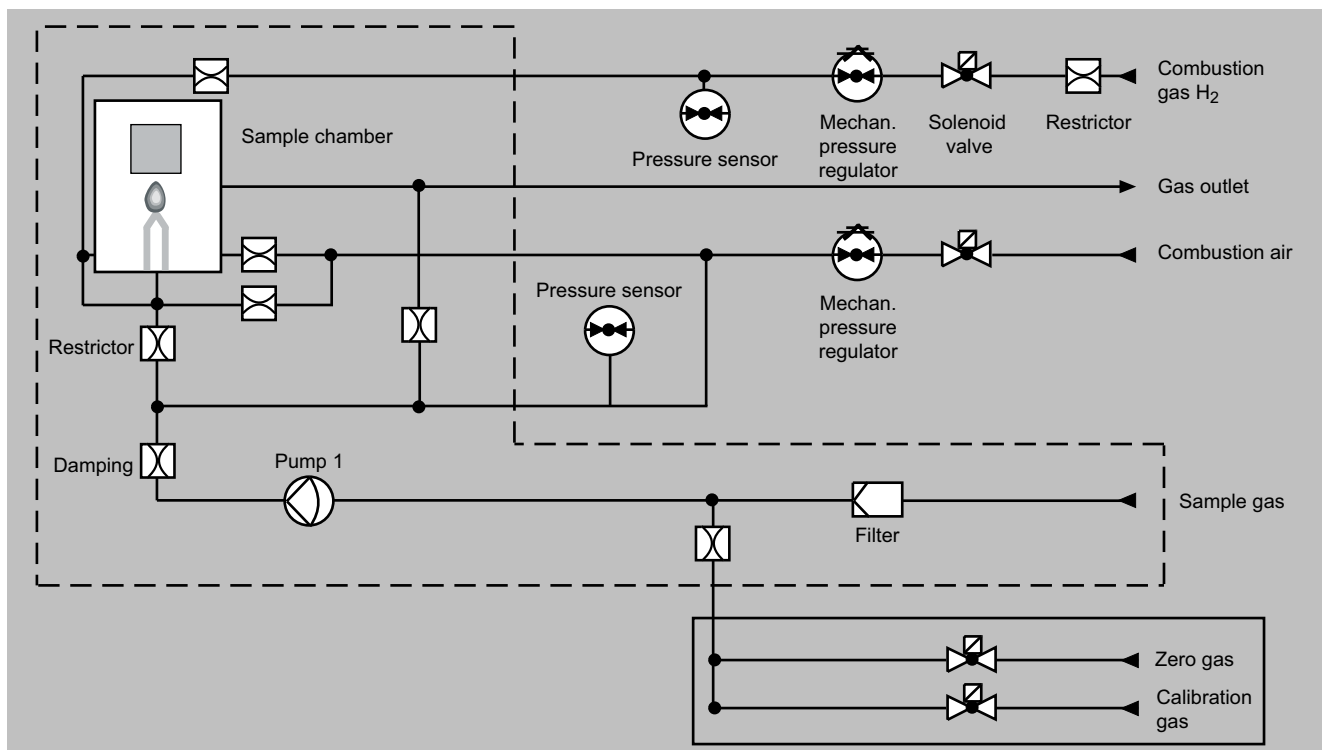 Combustion
gas H₂
Sample chamber
Pressure sensor
Mechan.
pressure
regulator
Solenoid
valve
Restrictor
Gas outlet
Combustion air
Pressure sensor
Mechan.
pressure
regulator
Restrictor
Damping
Pump 1
Filter
Sample gas
Zero gas
Calibration
gas